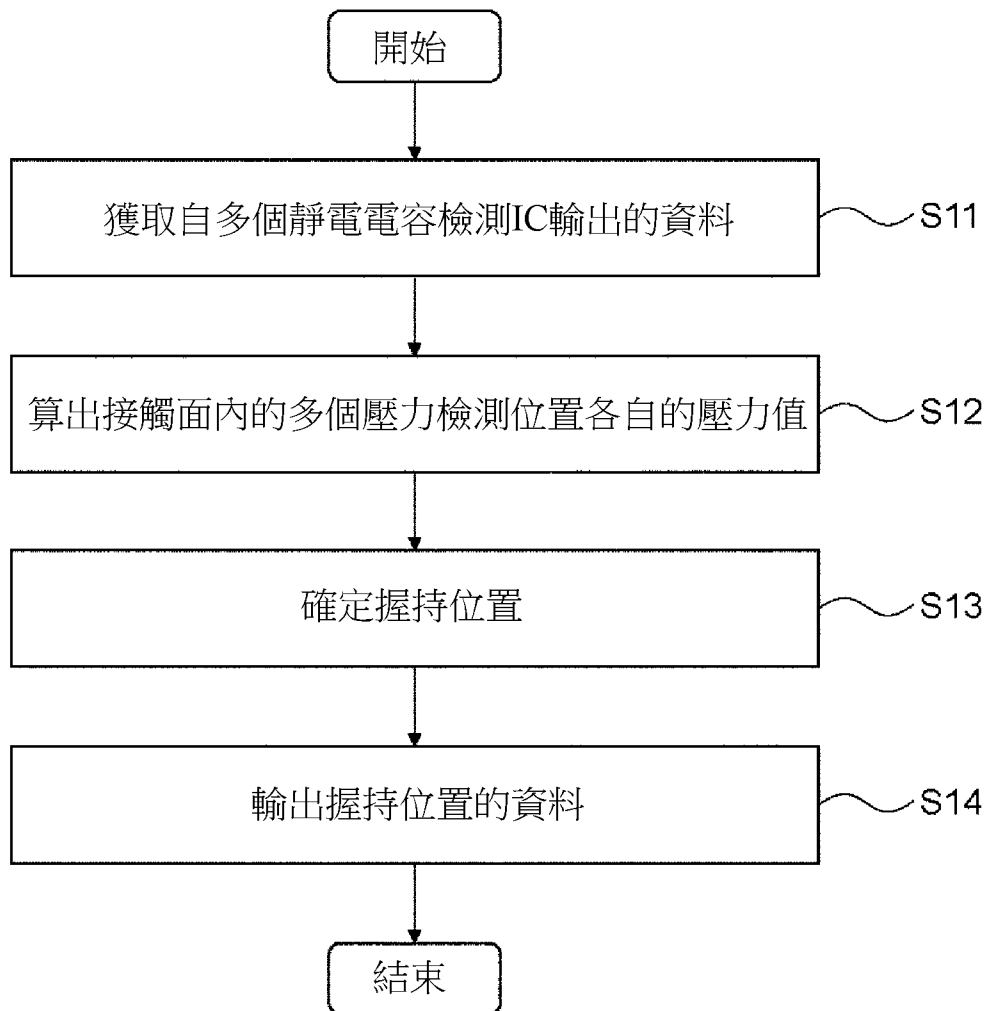 開始
獲取自多個靜電電容檢測IC輸出的資料
S11
算出接觸面內的多個壓力檢測位置各自的壓力值
S12
確定握持位置
S13
輸出握持位置的資料
S14
結束